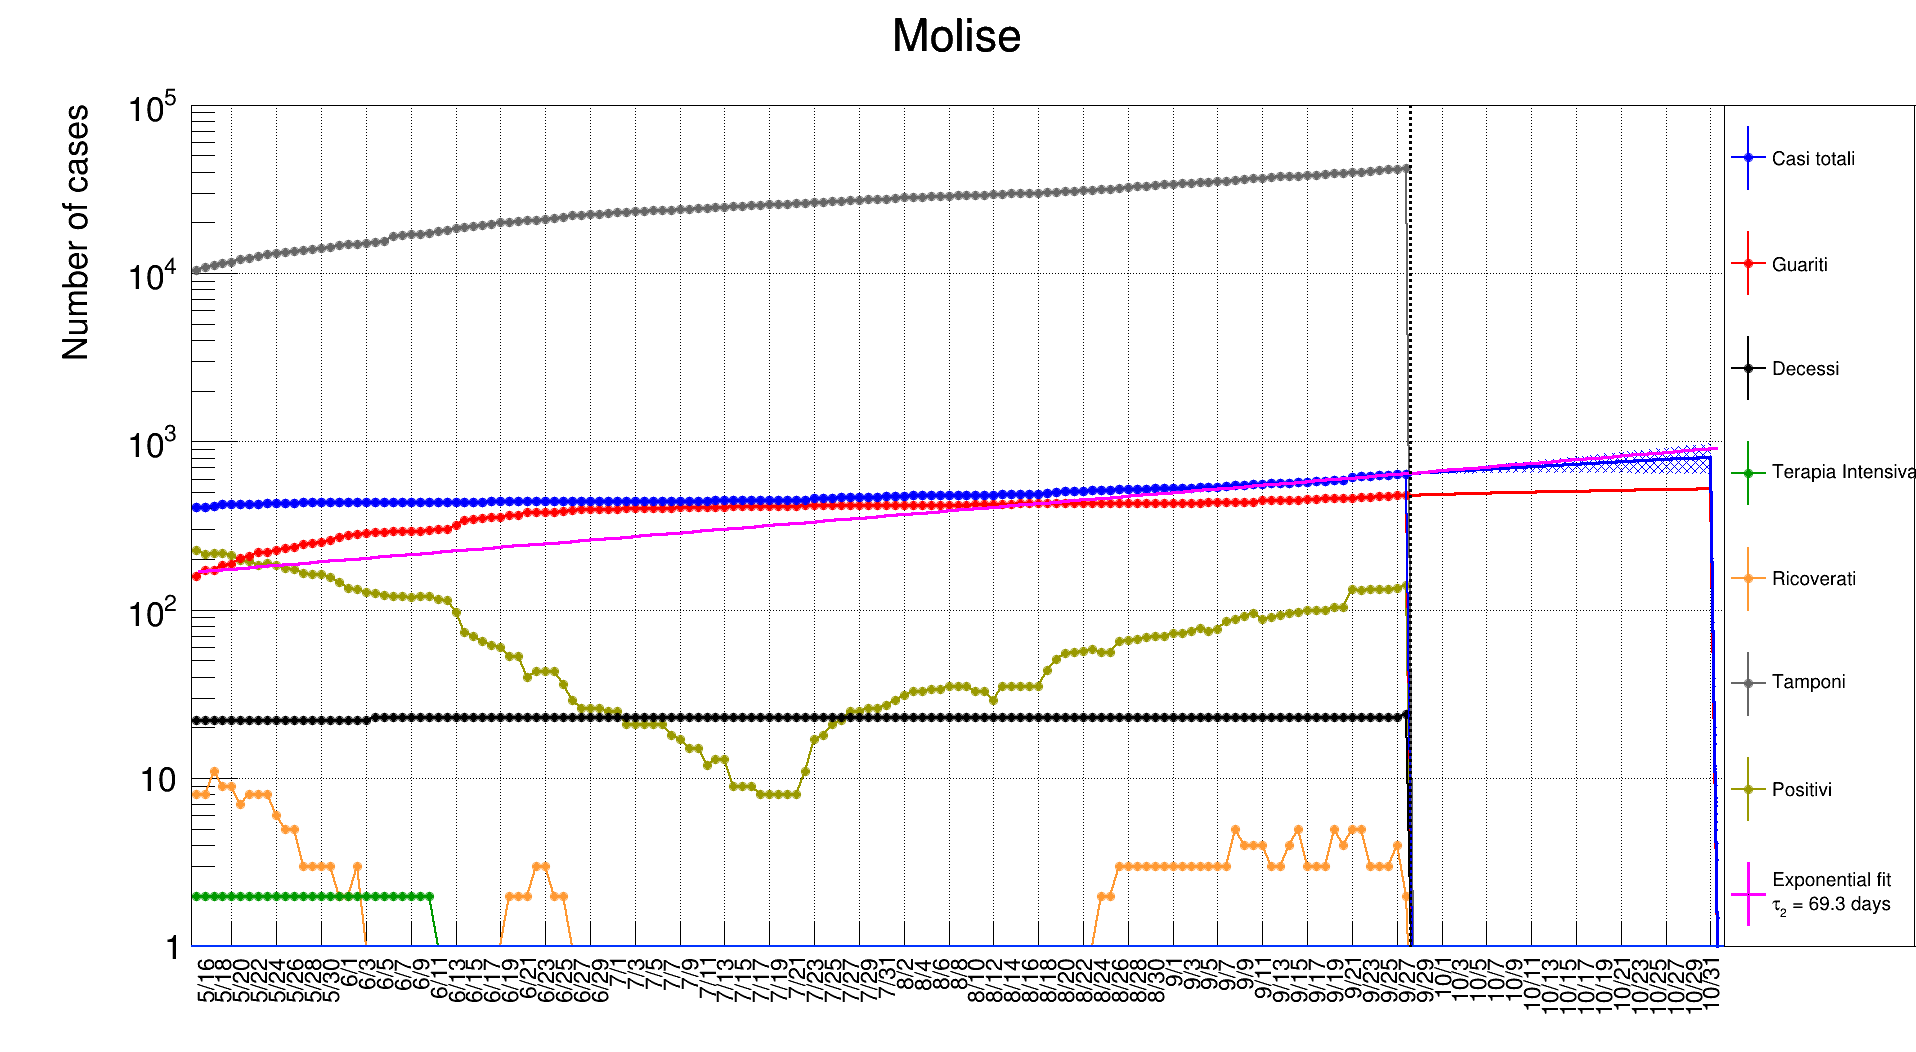 Molise
Number of cases
10^5
10^4
10^3
10^2
10
1
5/16 5/18 5/20 5/22 5/24 5/26 5/28 5/30 6/1 6/3 6/5 6/7 6/9 6/11 6/13 6/15 6/17 6/19 6/21 6/23 6/25 6/27 6/29 7/1 7/3 7/5 7/7 7/9 7/11 7/13 7/15 7/17 7/19 7/21 7/23 7/25 7/27 7/29 7/31 8/2 8/4 8/6 8/8 8/10 8/12 8/14 8/16 8/18 8/20 8/22 8/24 8/26 8/28 8/30 9/1 9/3 9/5 9/7 9/9 9/11 9/13 9/15 9/17 9/19 9/21 9/23 9/25 9/27 9/29 10/1 10/3 10/5 10/7 10/9 10/11 10/13 10/15 10/17 10/19 10/21 10/23 10/25 10/27 10/29 10/31
Casi totali
Guariti
Decessi
Terapia Intensiva
Ricoverati
Tamponi
Positivi
Exponential fit
τ₂ = 69.3 days